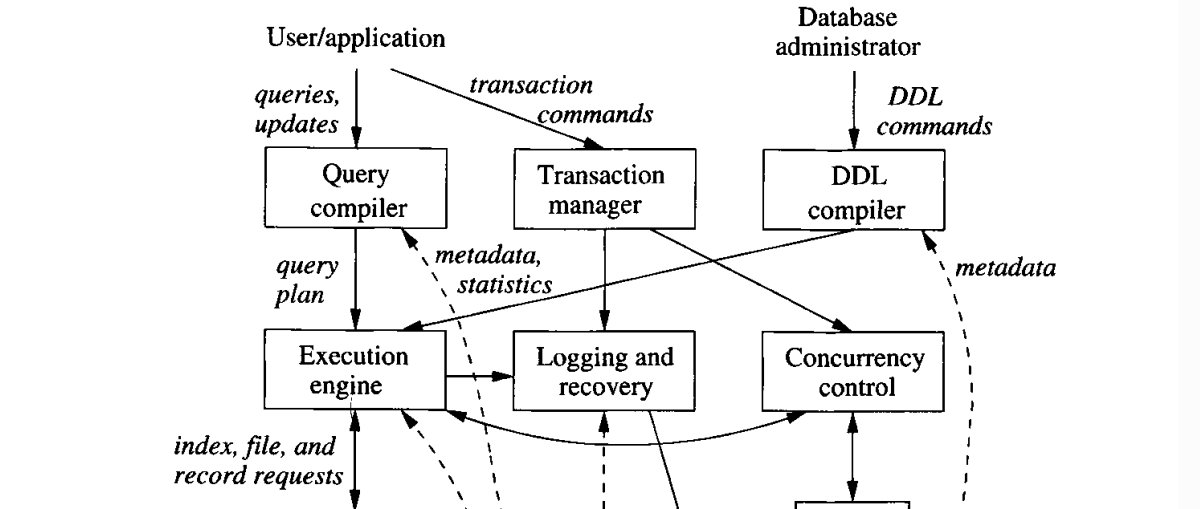 User/application
Database
administrator
queries,
updates
transaction
commands
DDL
commands
Query
compiler
Transaction
manager
DDL
compiler
query
plan
metadata,
statistics
metadata
Execution
engine
Logging and
recovery
Concurrency
control
index, file, and
record requests